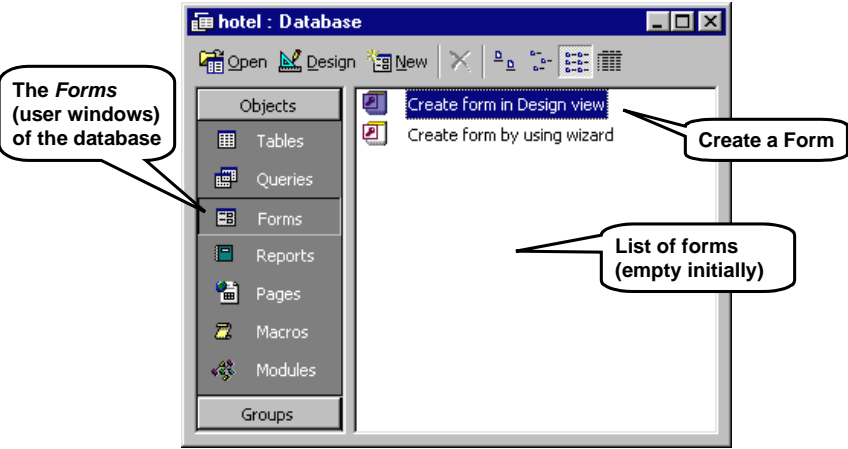 hotel : Database
Open Design New
The Forms
(user windows)
of the database
Objects
Tables
Queries
Forms
Reports
Pages
Macros
Modules
Groups
Create form in Design view
Create form by using wizard
Create a Form
List of forms
(empty initially)